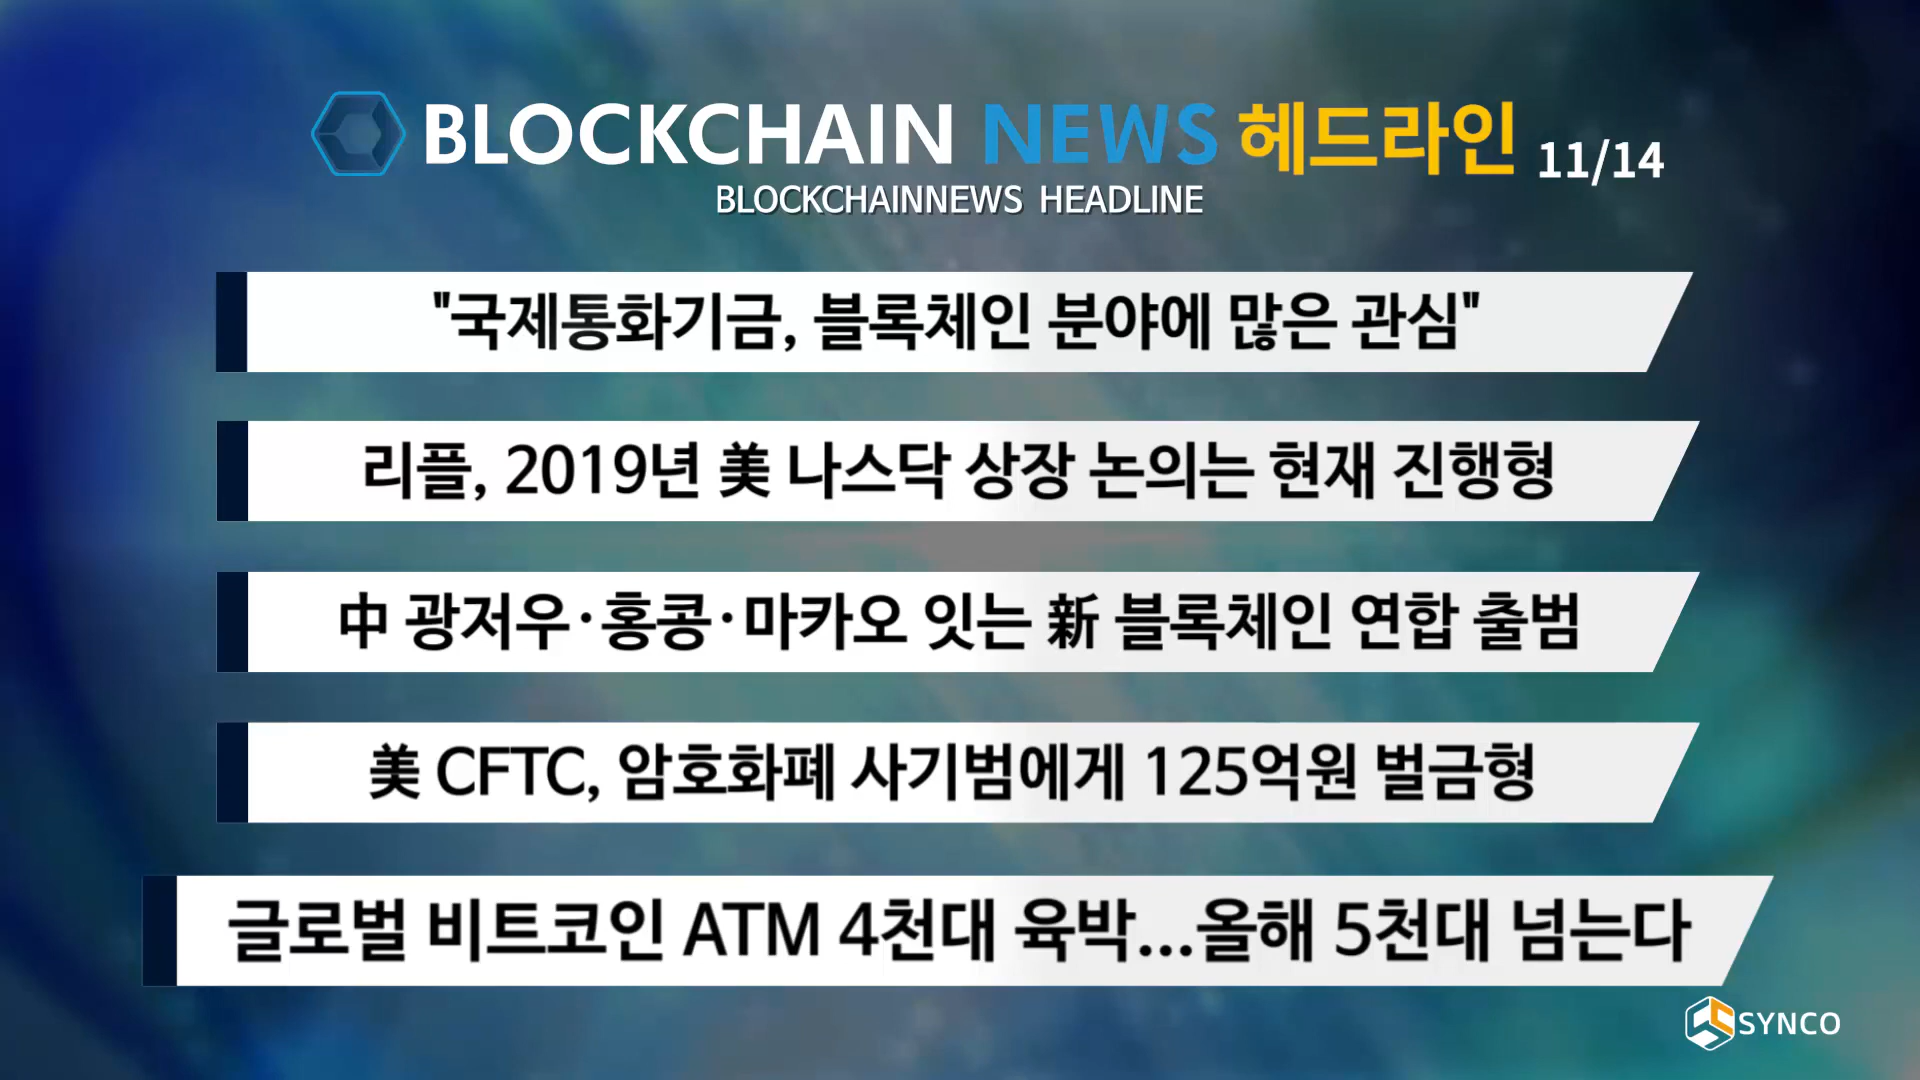 BLOCKCHAIN NEWS 헤드라인 11/14
BLOCKCHAINNEWS HEADLINE
"국제통화기금, 블록체인 분야에 많은 관심"
리플, 2019년 美 나스닥 상장 논의는 현재 진행형
中 광저우·홍콩·마카오 잇는 新 블록체인 연합 출범
美 CFTC, 암호화폐 사기범에게 125억원 벌금형
글로벌 비트코인 ATM 4천대 육박...올해 5천대 넘는다
SYNCO